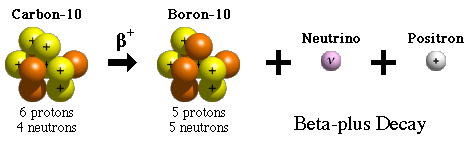 Carbon-10
β+
Boron-10
Neutrino
Positron
+ + + + + +
+ + + + +
+
ν
+
+
6 protons
4 neutrons
5 protons
5 neutrons
Beta-plus Decay